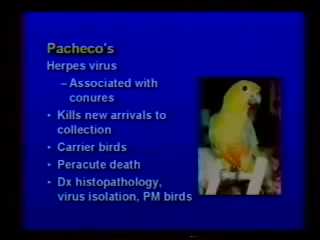 Pacheco's
Herpes virus
– Associated with
conures
• Kills new arrivals to
collection
• Carrier birds
• Peracute death
• Dx histopathology,
virus isolation, PM birds